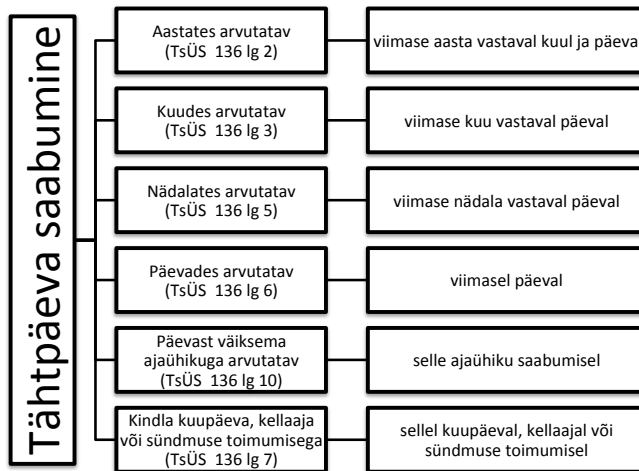 Tähtpäeva saabumine
Aastates arvutatav
(TsÜS 136 lg 2)
viimase aasta vastaval kuul ja päeval
Kuudes arvutatav
(TsÜS 136 lg 3)
viimase kuu vastaval päeval
Nädalates arvutatav
(TsÜS 136 lg 5)
viimase nädala vastaval päeval
Päevades arvutatav
(TsÜS 136 lg 6)
viimasel päeval
Päevast väiksema
ajaühikuga arvutatav
(TsÜS 136 lg 10)
selle ajaühiku saabumisel
Kindla kuupäeva, kellaaja
või sündmuse toimumisega
(TsÜS 136 lg 7)
sellel kuupäeval, kellaajal või
sündmuse toimumisel